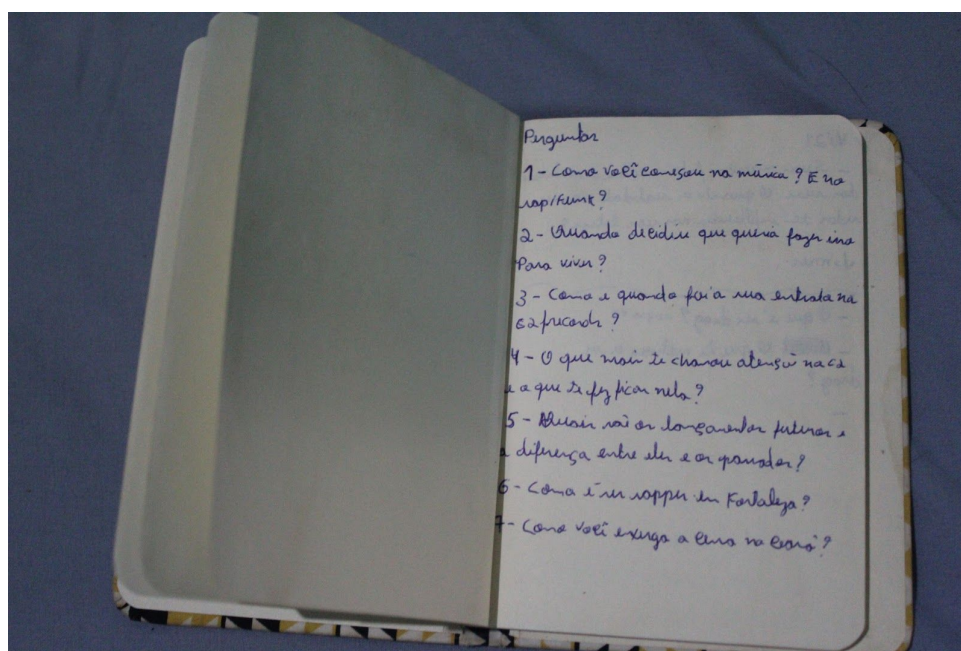 Perguntas
1 - Como você começou na música? E no
rap/funk?
2 - Quando decidiu que queria fazer isso
Para viver?
3 - Como e quando foi a sua entrada na
records?
4 - O que mais te chamou atenção na
e o que te fez ficar nela?
5 - Quais são os lançamentos futuros e
a diferença entre eles e os passados?
6 - Como é ser rapper em Fortaleza?
7 - Como você enxerga a cena no Ceará?